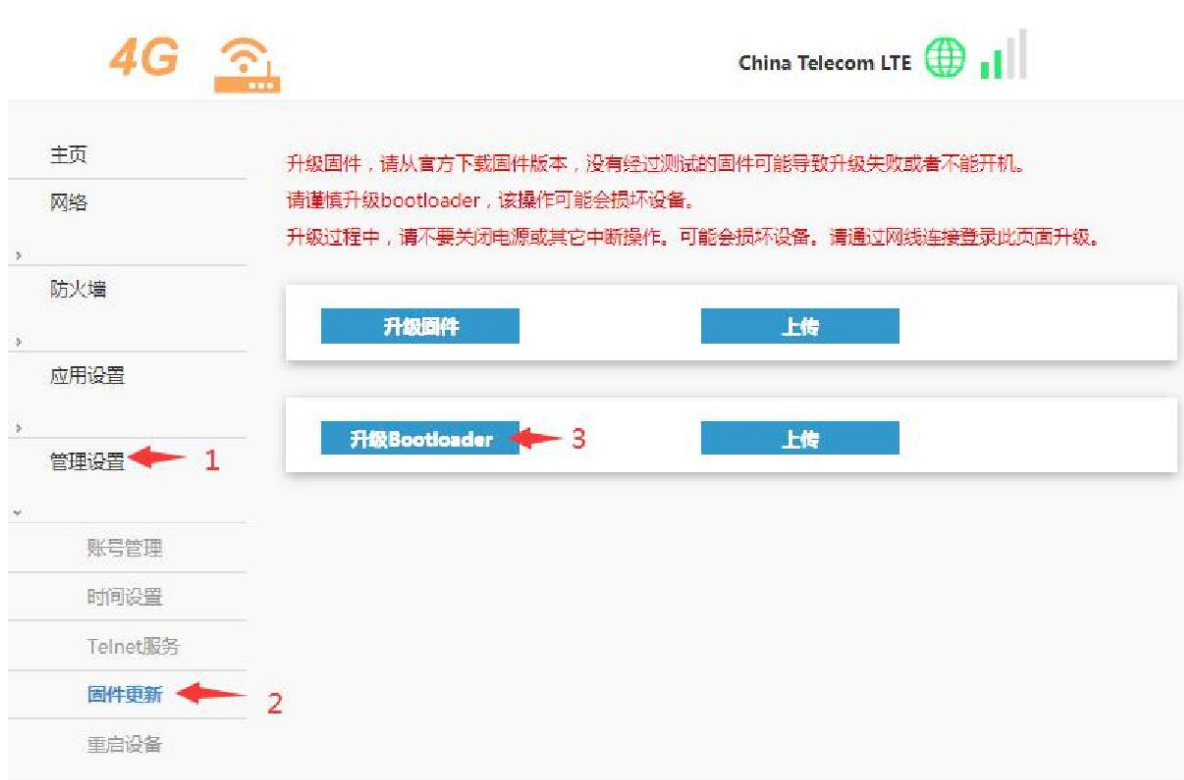 4G
China Telecom LTE
主页
网络
防火墙
应用设置
管理设置 1
账号管理
时间设置
Telnet服务
固件更新 2
重启设备
升级固件，请从官方下载固件版本，没有经过测试的固件可能导致升级失败或者不能开机。
请谨慎升级bootloader，该操作可能会损坏设备。
升级过程中，请不要关闭电源或其它中断操作。可能会损坏设备。请通过网线连接登录此页面升级。
升级固件 上传
升级Bootloader 3 上传